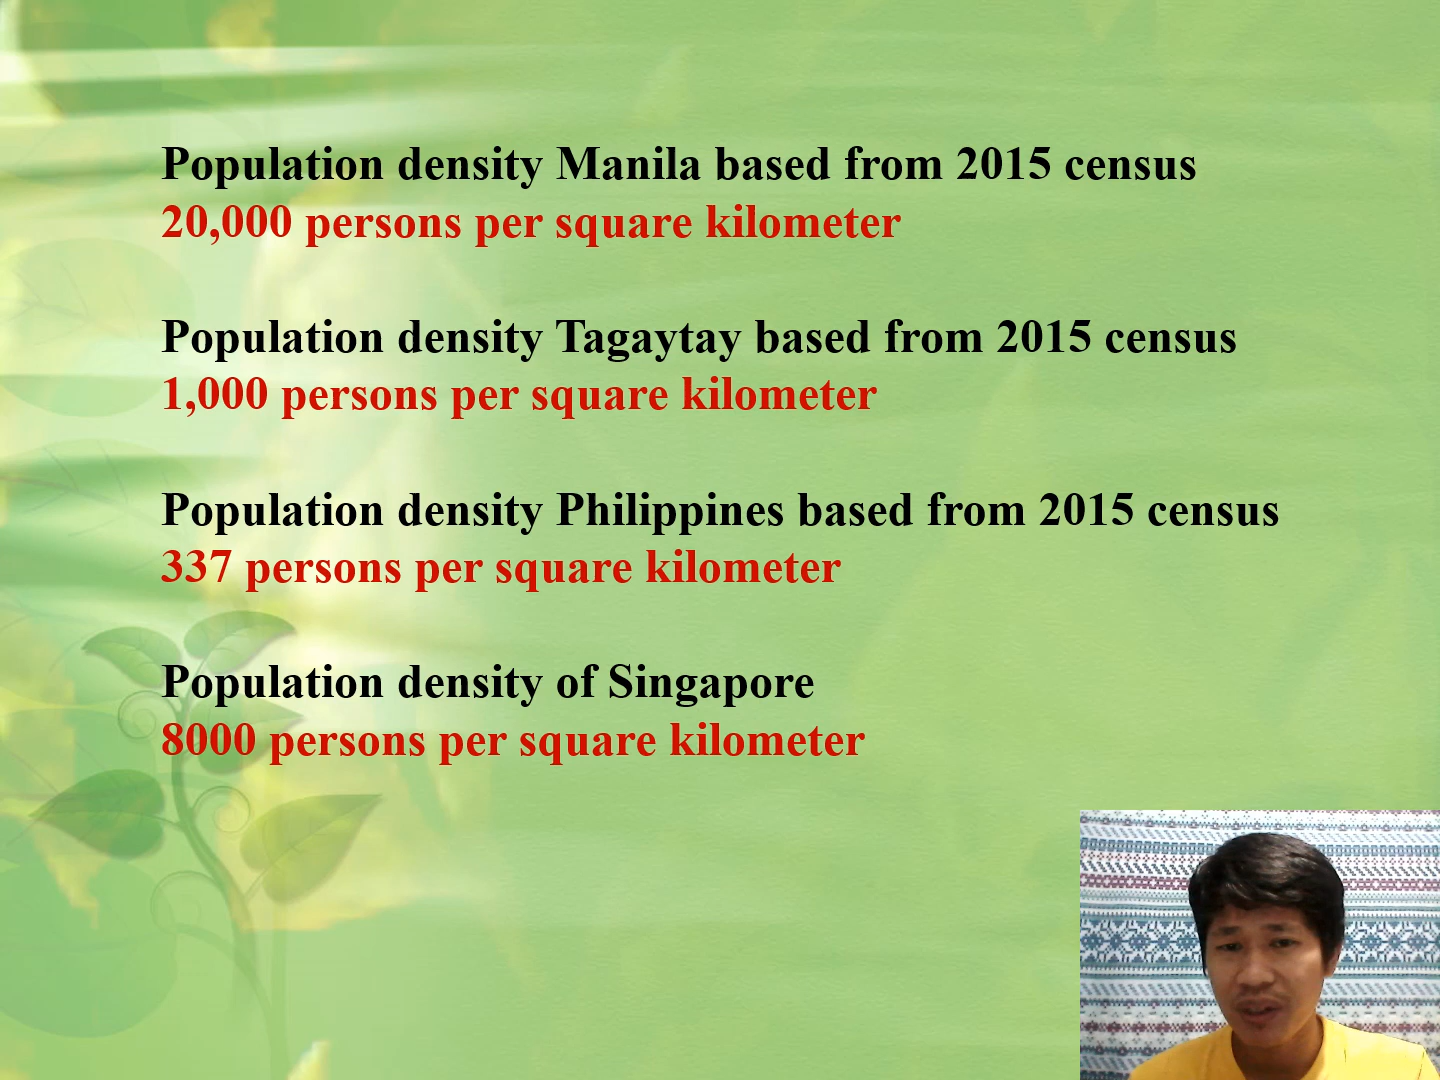 Population density Manila based from 2015 census
20,000 persons per square kilometer
Population density Tagaytay based from 2015 census
1,000 persons per square kilometer
Population density Philippines based from 2015 census
337 persons per square kilometer
Population density of Singapore
8000 persons per square kilometer